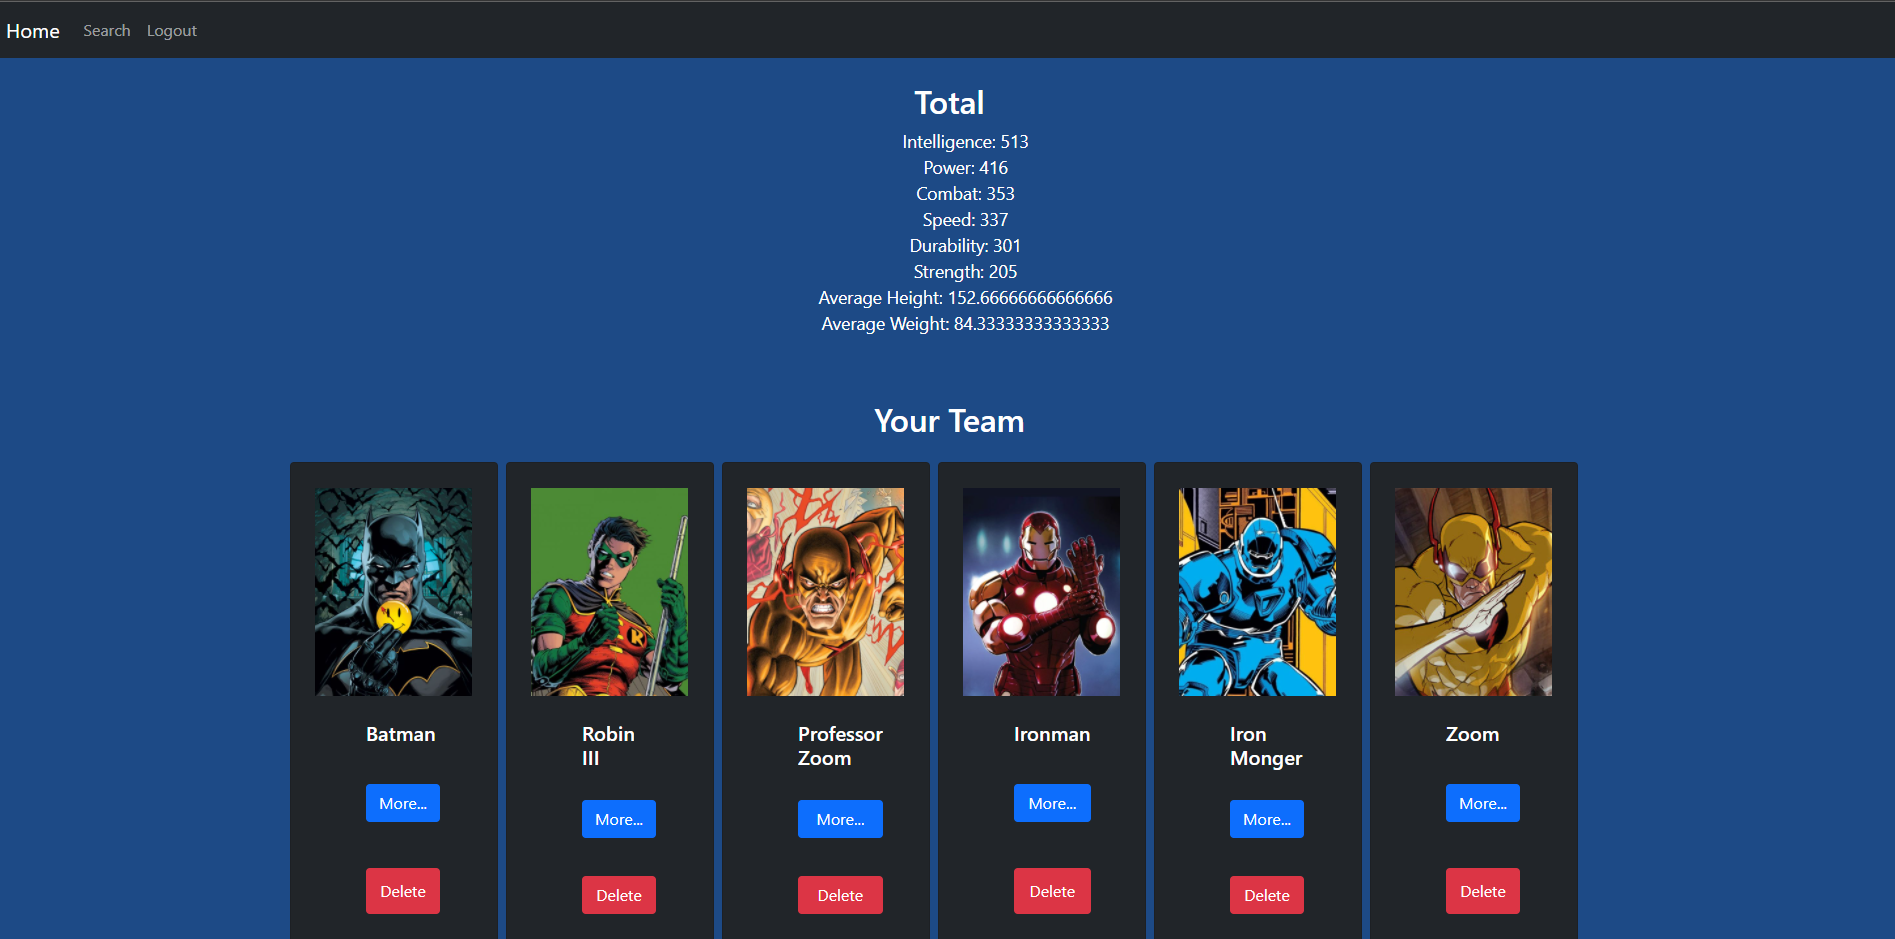 Home Search Logout
Total
Intelligence: 513
Power: 416
Combat: 353
Speed: 337
Durability: 301
Strength: 205
Average Height: 152.66666666666666
Average Weight: 84.33333333333333
Your Team
R
Batman
Robin
III
Professor
Zoom
Ironman
Iron
Monger
Zoom
More...
More...
More...
More...
More...
More...
Delete
Delete
Delete
Delete
Delete
Delete